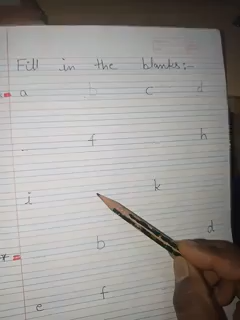 Fill in the blanks:-
a b c d
_ f _ h
i k
* = b d
e f